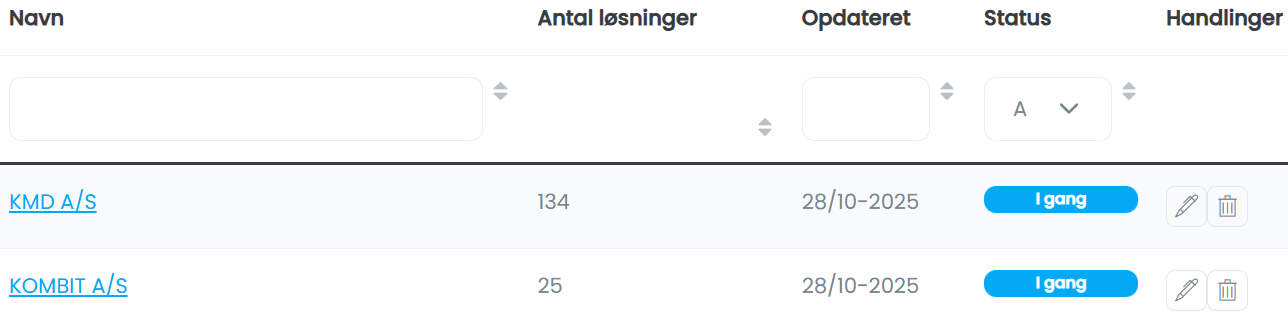 Navn Antal løsninger Opdateret Status Handlinger
A
KMD A/S 134 28/10-2025 I gang
KOMBIT A/S 25 28/10-2025 I gang